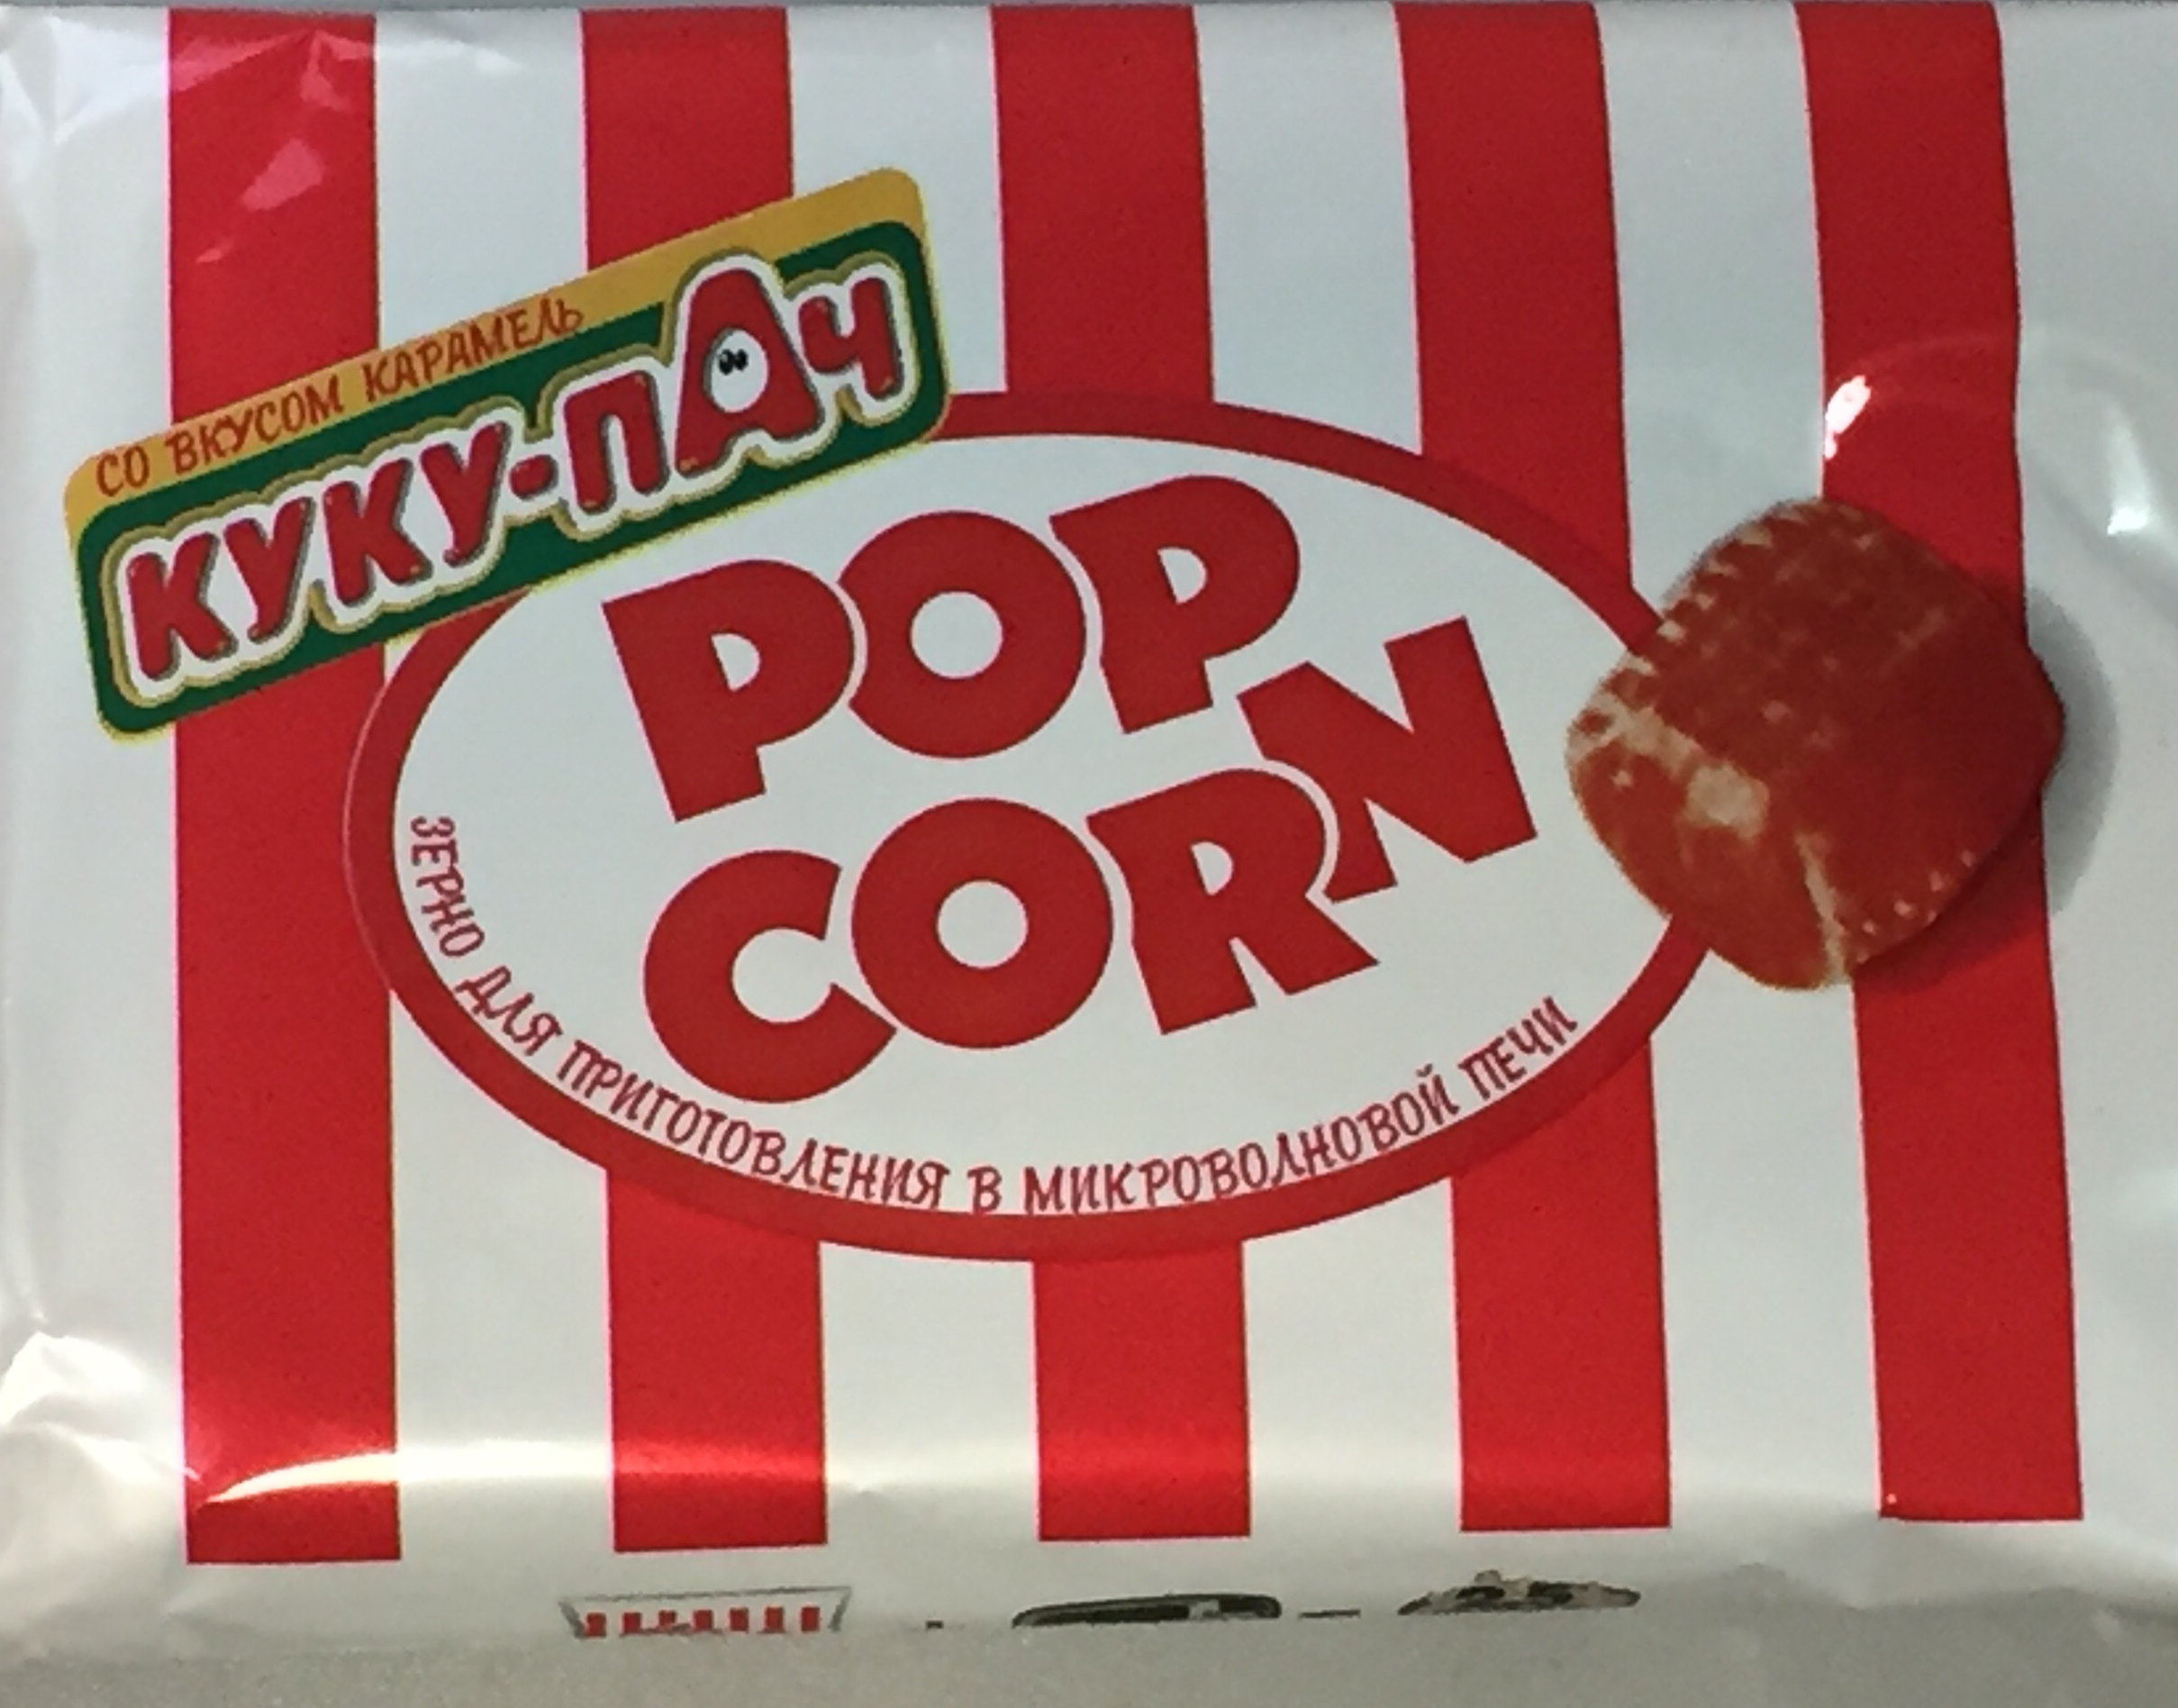 СО ВКУСОМ КАРАМЕЛЬ
КУКУ-ПАЧ
POP
CORN
ЗЕРНО ДЛЯ ПРИГОТОВЛЕНИЯ В МИКРОВОЛНОВОЙ ПЕЧИ